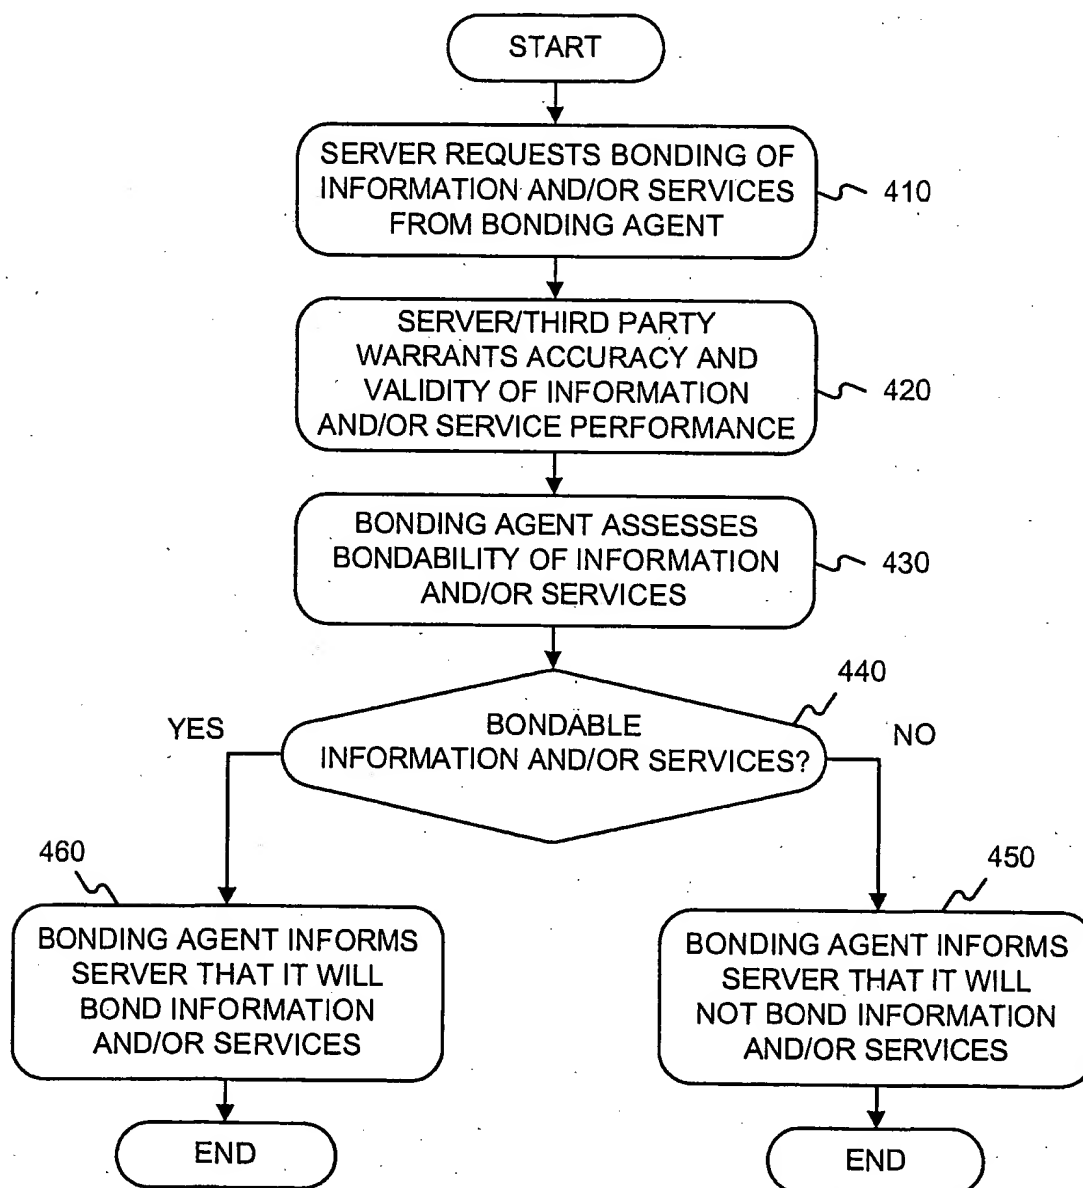 START
SERVER REQUESTS BONDING OF
INFORMATION AND/OR SERVICES
FROM BONDING AGENT
410
SERVER/THIRD PARTY
WARRANTS ACCURACY AND
VALIDITY OF INFORMATION
AND/OR SERVICE PERFORMANCE
420
BONDING AGENT ASSESSES
BONDABILITY OF INFORMATION
AND/OR SERVICES
430
440
BONDABLE
INFORMATION AND/OR SERVICES?
YES
NO
460
BONDING AGENT INFORMS
SERVER THAT IT WILL
BOND INFORMATION
AND/OR SERVICES
END
450
BONDING AGENT INFORMS
SERVER THAT IT WILL
NOT BOND INFORMATION
AND/OR SERVICES
END